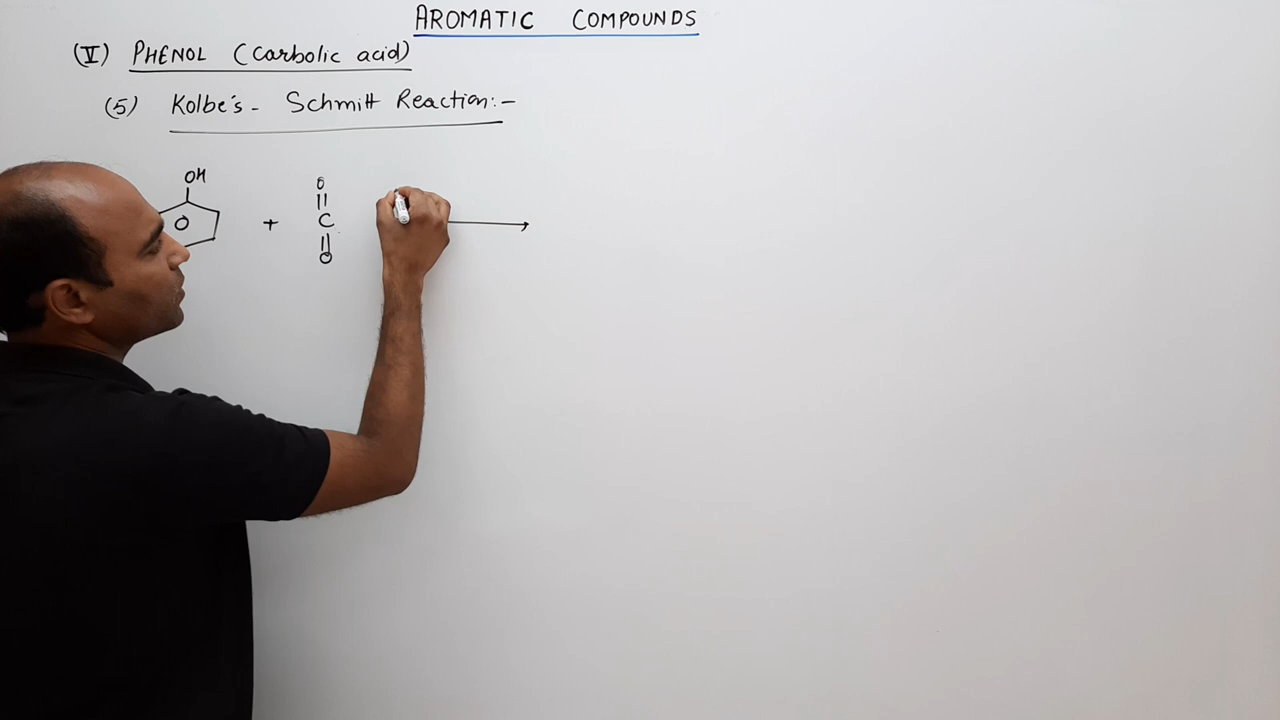 AROMATIC COMPOUNDS
(V) PHENOL (Carbolic acid)
(5) Kolbe's - Schmitt Reaction:-
OH
O
+
O
||
C
||
O